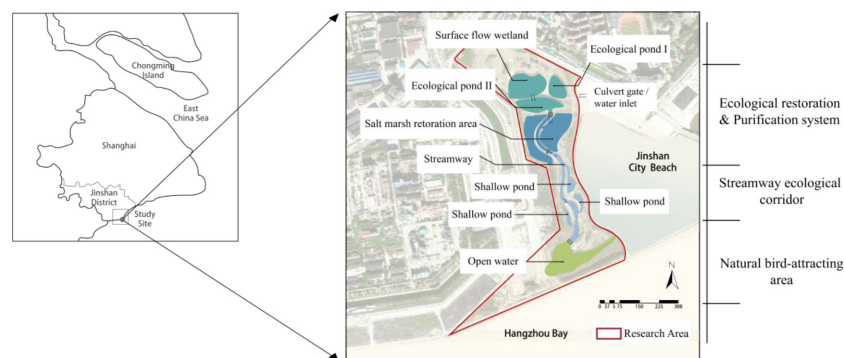 Chongming
Island
East
China Sea
Shanghai
Jinshan
District
Study
Site
Surface flow wetland
Ecological pond I
Ecological pond II
Culvert gate /
water inlet
Salt marsh retoration area
Streamway
Shallow pond
Shallow pond
Shallow pond
Open water
Jinshan
City Beach
N
0 37.5 75 150 225 300
Hangzhou Bay
Research Area
Ecological restoration
& Purification system
Streamway ecological
corridor
Natural bird-attracting
area